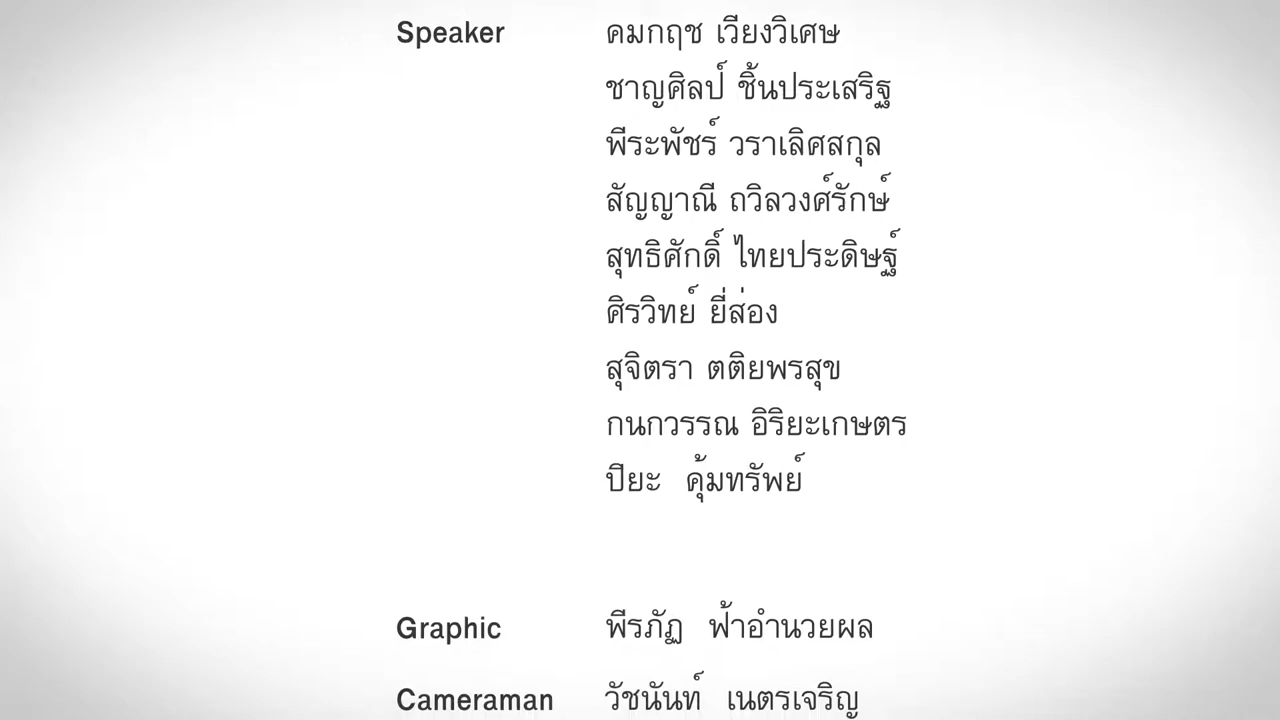 Speaker คมกฤช เวียงวิเศษ
ชาญศิลป์ ชิ้นประเสริฐ
พีระพัชร์ วราเลิศสกุล
สัญญาณี ถวิลวงศ์รักษ์
สุทธิศักดิ์ ไทยประดิษฐ์
ศิรวิทย์ ยี่ส่อง
สุจิตรา ตติยพรสุข
กนกวรรณ อิริยะเกษตร
ปิยะ คุ้มทรัพย์
Graphic พีรภัฏ ฟ้าอำนวยผล
Cameraman วัชนันท์ เนตรเจริญ